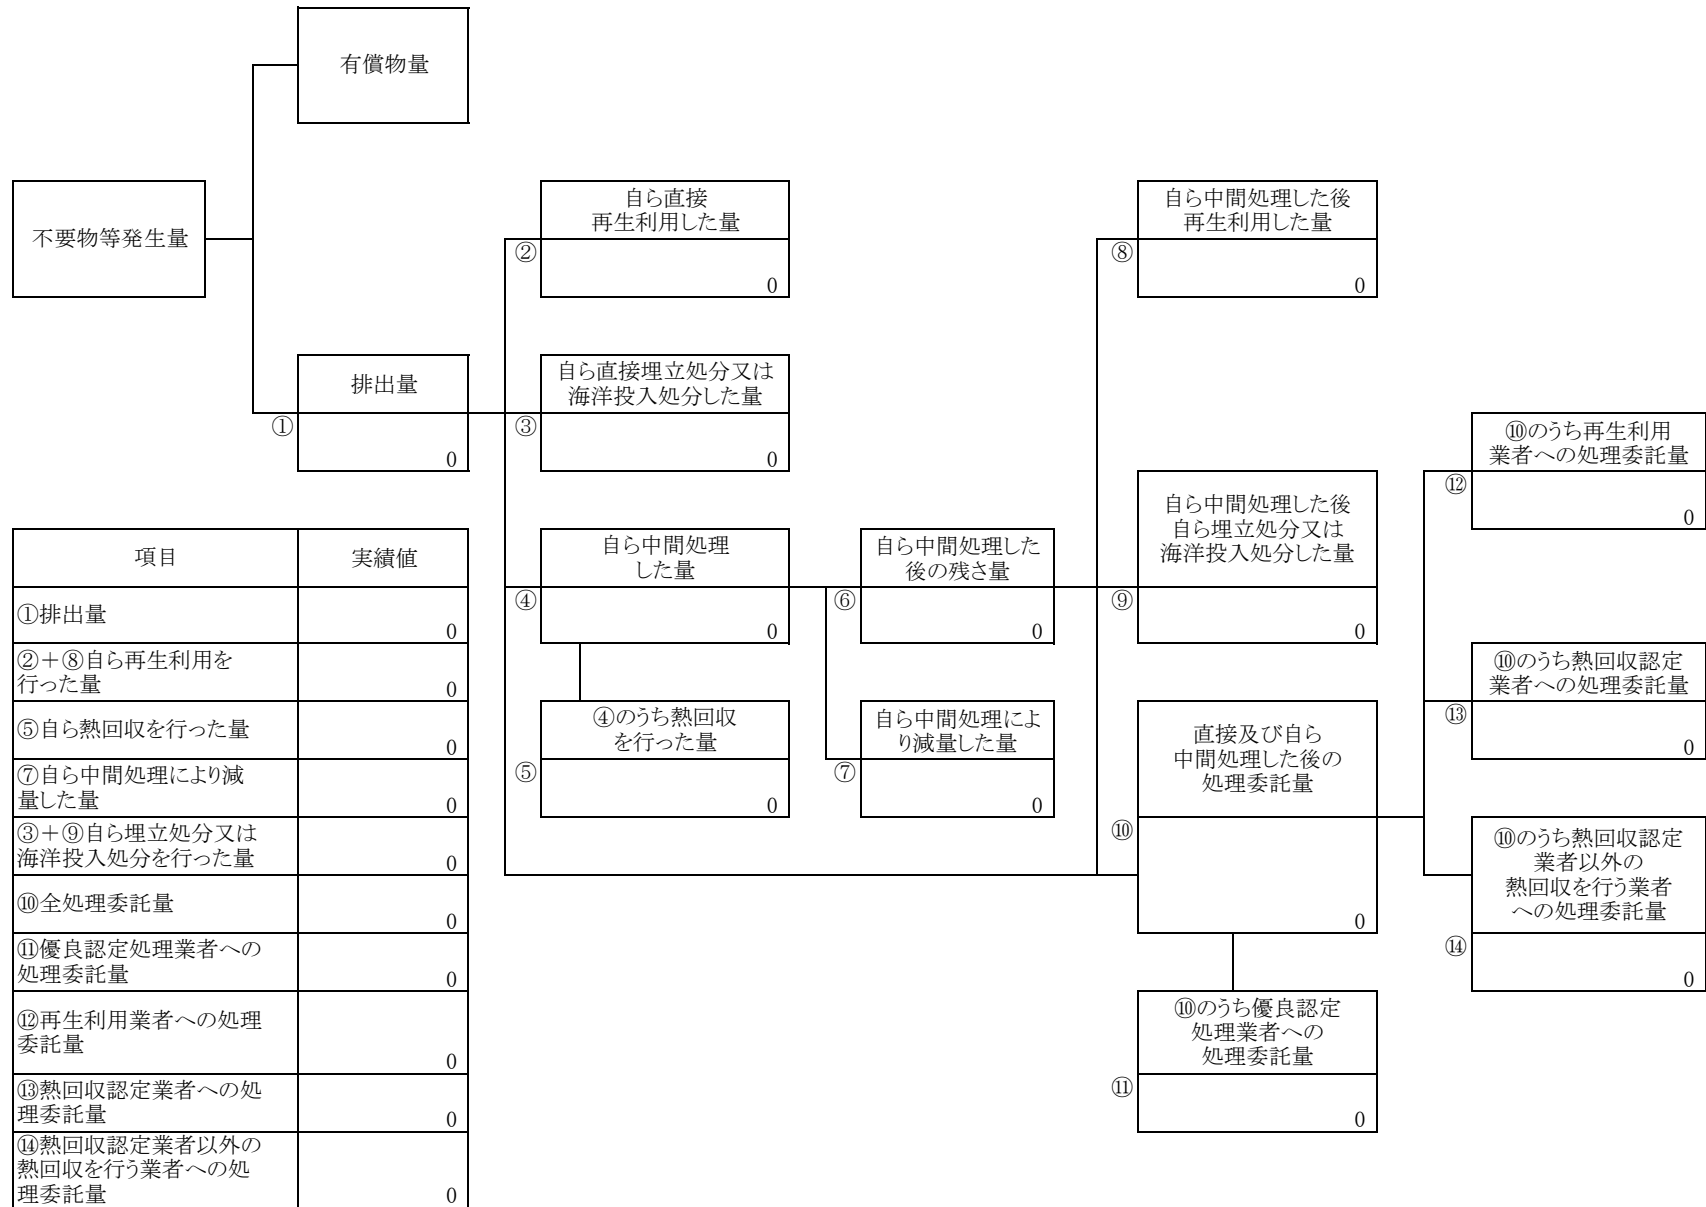 有償物量
不要物等発生量
自ら直接
再生利用した量
②
0
自ら中間処理した後
再生利用した量
⑧
0
排出量
①
0
自ら直接埋立処分又は
海洋投入処分した量
③
0
⑩のうち再生利用
業者への処理委託量
⑫
0
自ら中間処理した後
自ら埋立処分又は
海洋投入処分した量
⑨
0
自ら中間処理
した量
④
0
自ら中間処理した
後の残さ量
⑥
0
⑩のうち熱回収認定
業者への処理委託量
⑬
0
④のうち熱回収
を行った量
⑤
0
自ら中間処理によ
り減量した量
⑦
0
直接及び自ら
中間処理した後の
処理委託量
⑩
0
⑩のうち熱回収認定
業者以外の
熱回収を行う業者
への処理委託量
⑭
0
⑩のうち優良認定
処理業者への
処理委託量
⑪
0
項目 実績値
①排出量
0
②+⑧自ら再生利用を
行った量 0
⑤自ら熱回収を行った量
0
⑦自ら中間処理により減
量した量 0
③+⑨自ら埋立処分又は
海洋投入処分を行った量 0
⑩全処理委託量
0
⑪優良認定処理業者への
処理委託量 0
⑫再生利用業者への処理
委託量
0
⑬熱回収認定業者への処
理委託量 0
⑭熱回収認定業者以外の
熱回収を行う業者への処
理委託量 0